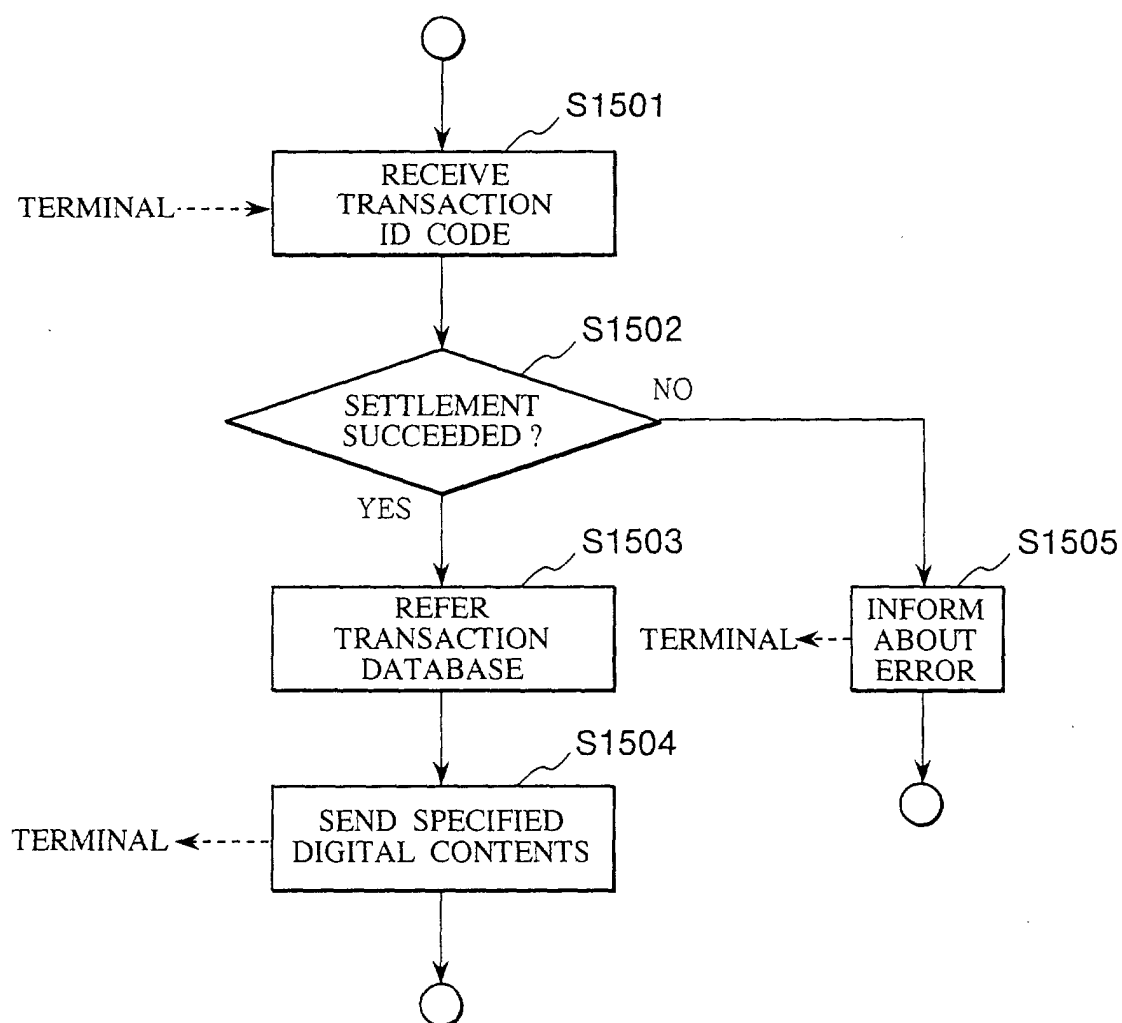 S1501
RECEIVE
TRANSACTION
ID CODE
TERMINAL
S1502
SETTLEMENT
SUCCEEDED ?
NO
YES
S1503
REFER
TRANSACTION
DATABASE
S1505
INFORM
ABOUT
ERROR
TERMINAL
S1504
SEND SPECIFIED
DIGITAL CONTENTS
TERMINAL